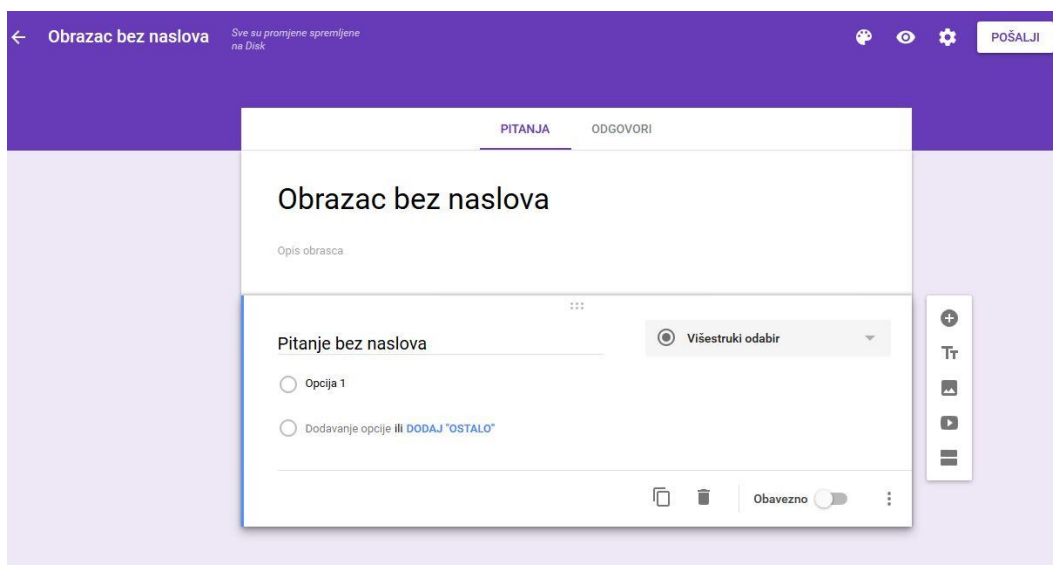 Obrazac bez naslova
Sve su promjene spremljene
na Disk
POŠALJI
PITANJA ODGOVORI
Obrazac bez naslova
Opis obrasca
Pitanje bez naslova
Višestruki odabir
Opcija 1
Dodavanje opcije ili DODAJ "OSTALO"
Obavezno